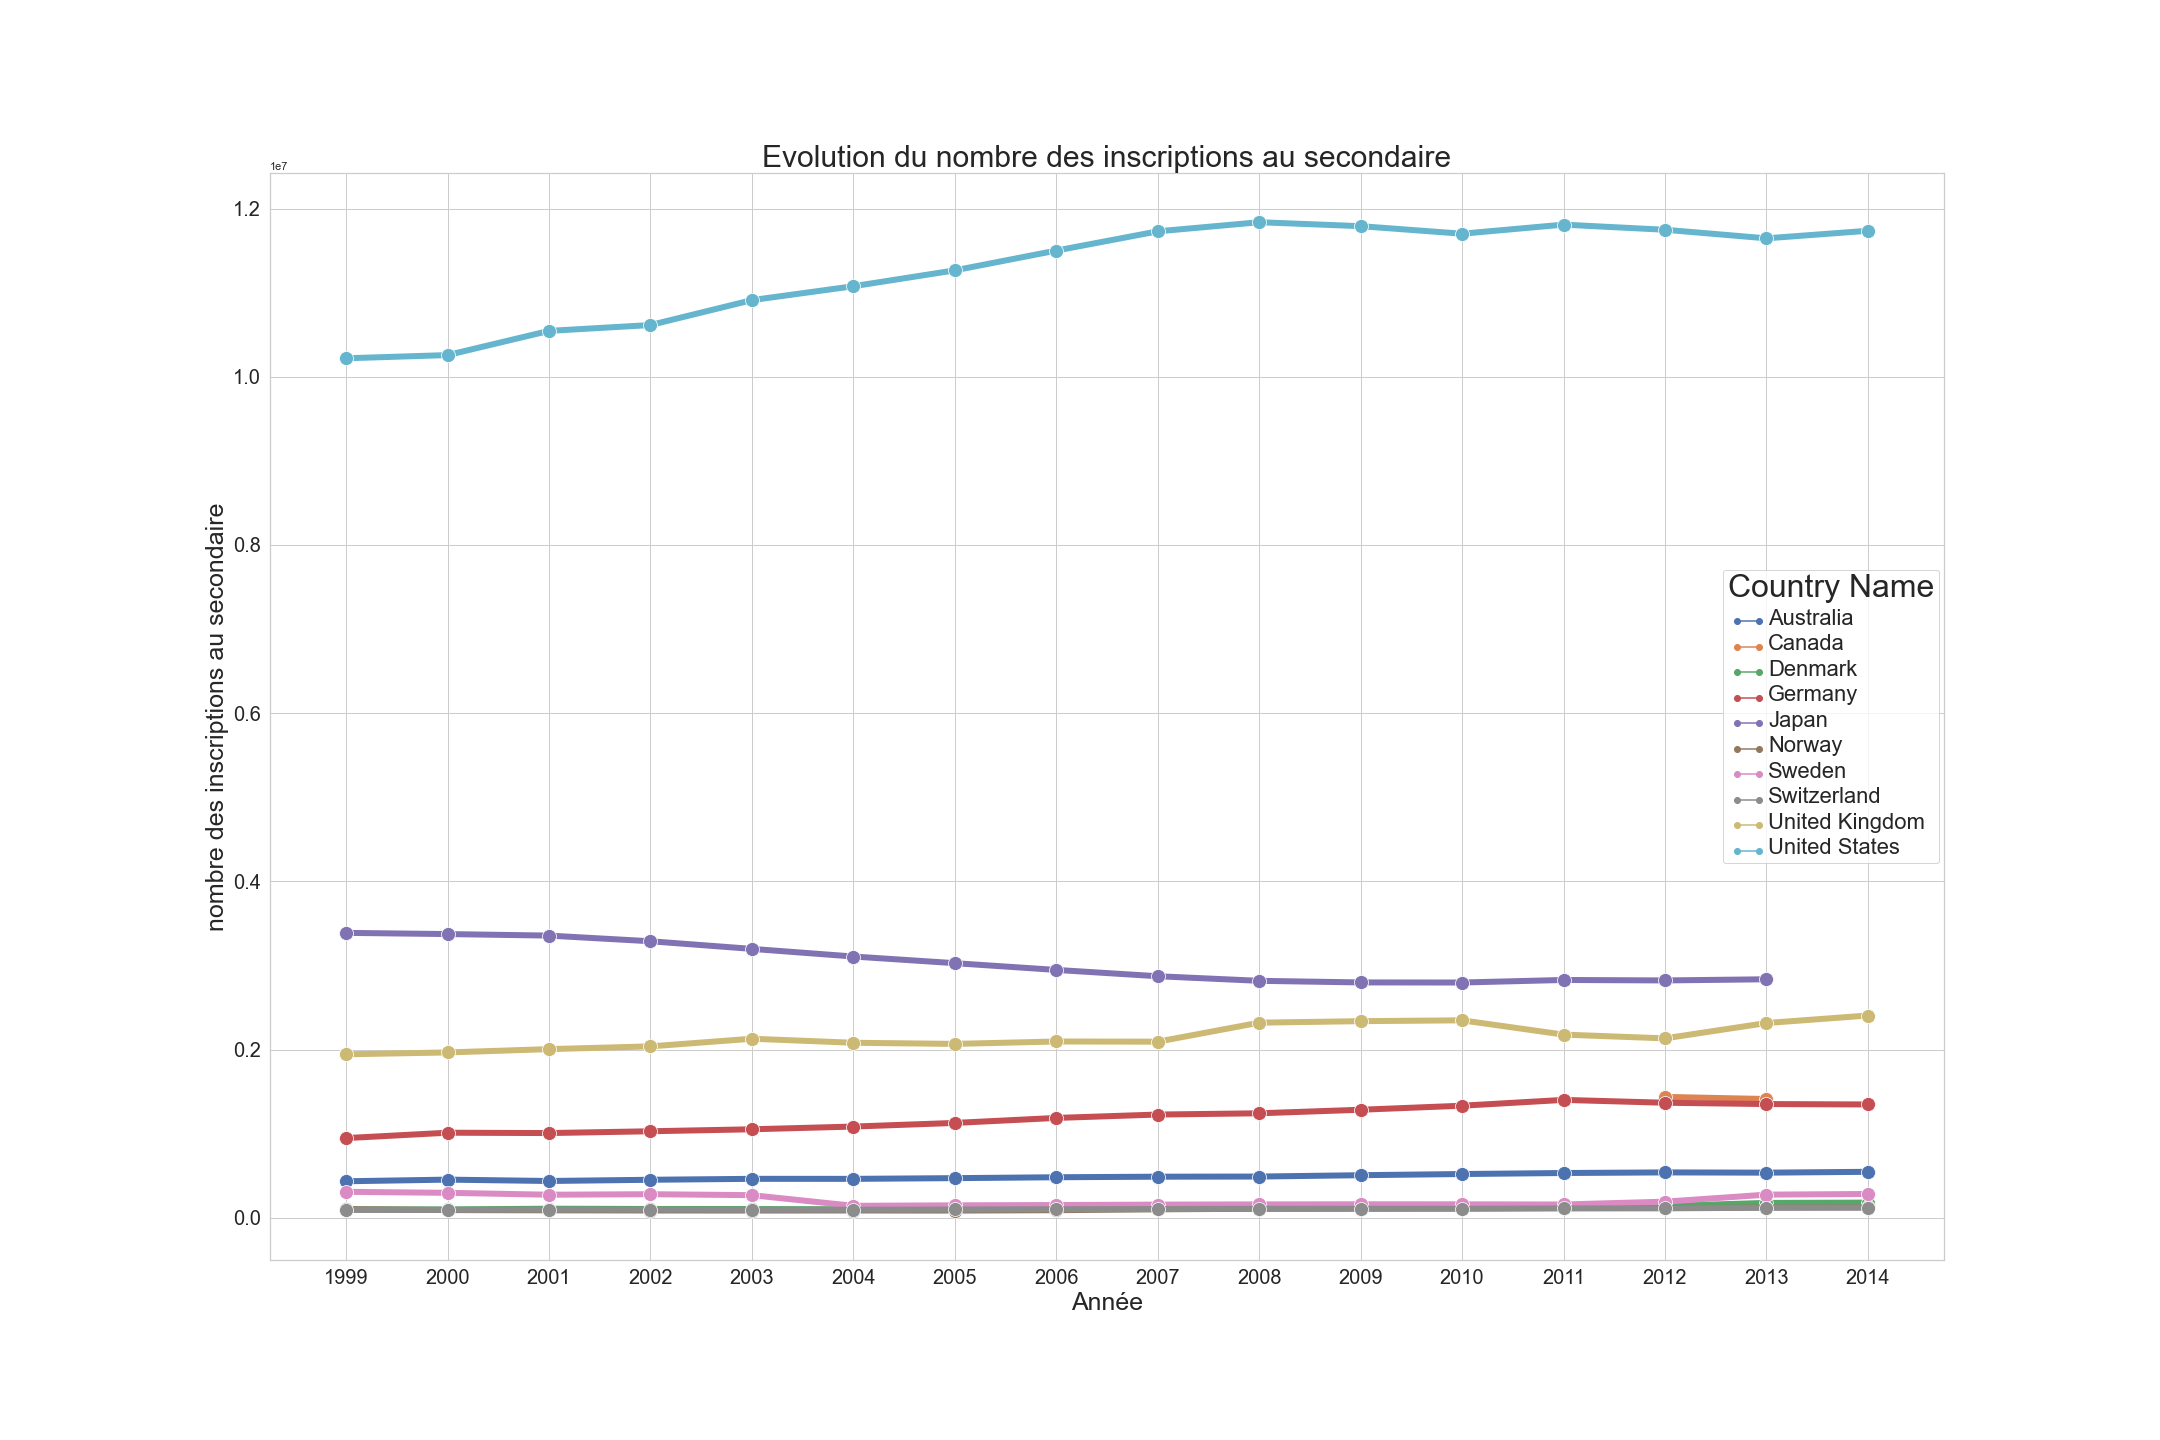 Evolution du nombre des inscriptions au secondaire
1e7
1.2
1.0
0.8
0.6
0.4
0.2
0.0
nombre des inscriptions au secondaire
Country Name
Australia
Canada
Denmark
Germany
Japan
Norway
Sweden
Switzerland
United Kingdom
United States
1999 2000 2001 2002 2003 2004 2005 2006 2007 2008 2009 2010 2011 2012 2013 2014
Année